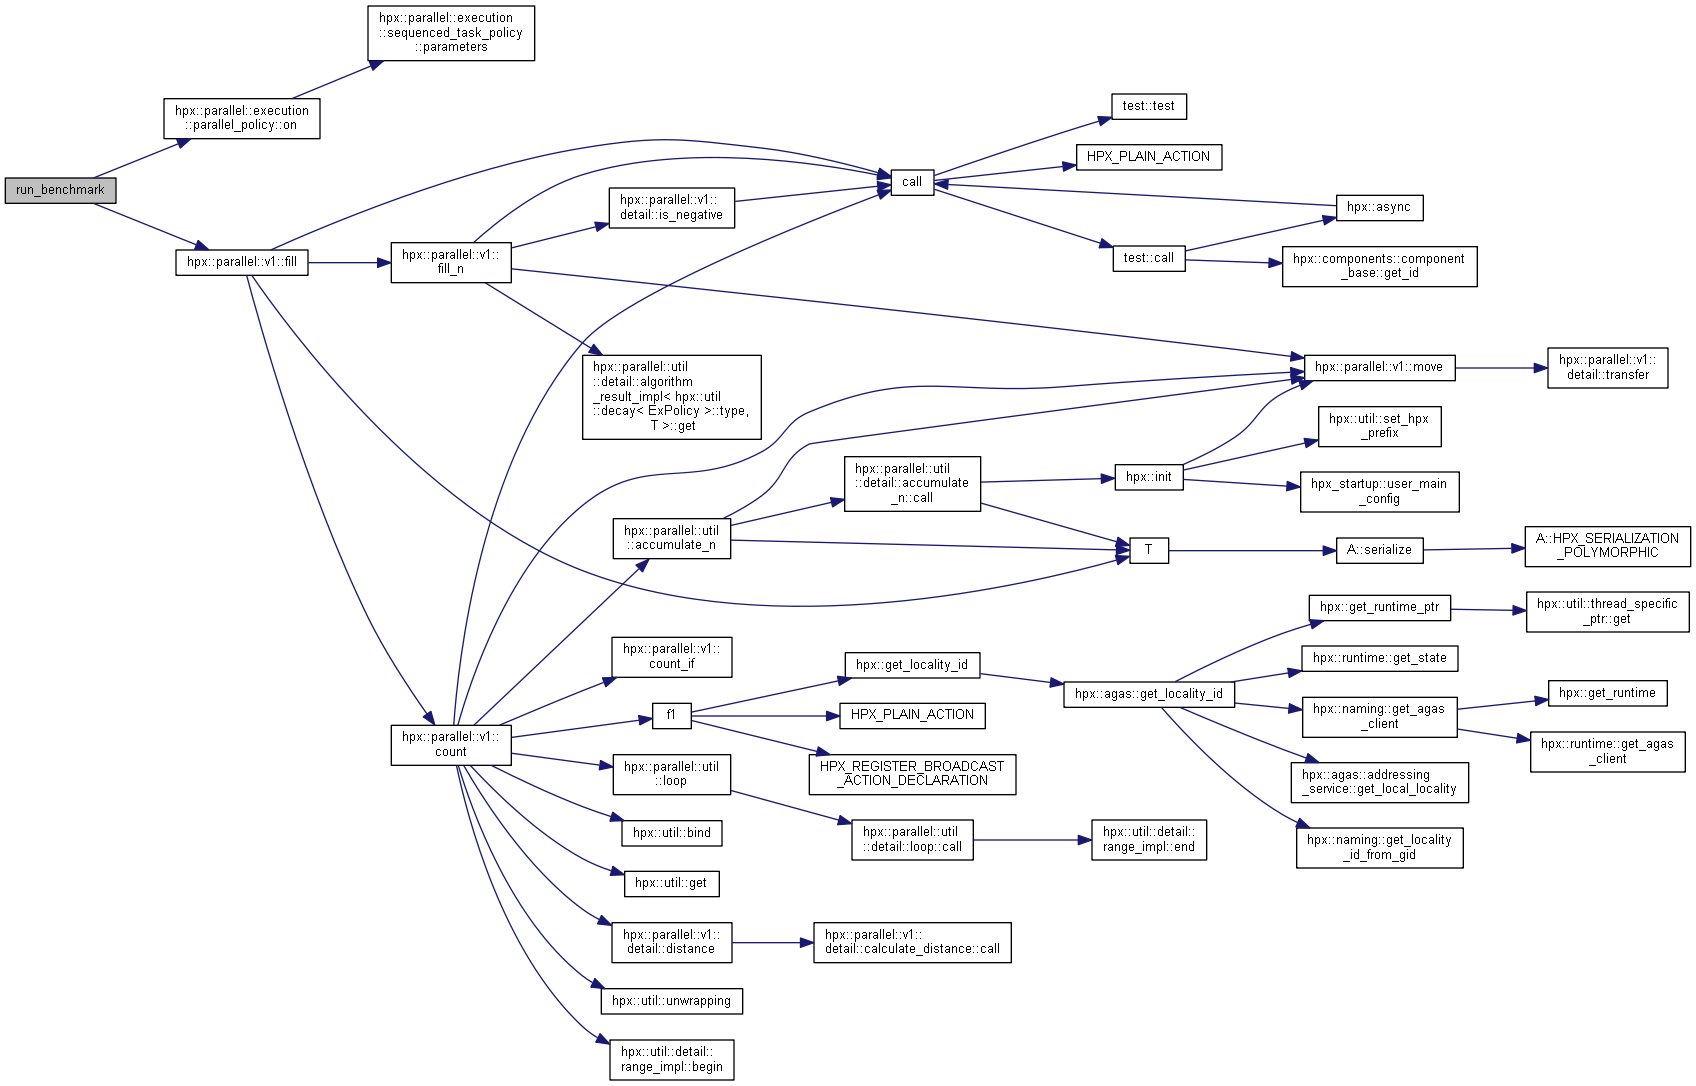 hpx::parallel::execution
::sequenced_task_policy
::parameters
hpx::parallel::execution
::parallel_policy::on
run_benchmark
hpx::parallel::v1::fill
hpx::parallel::v1::
fill_n
hpx::parallel::v1::
detail::is_negative
hpx::parallel::util
::detail::algorithm
_result_impl< hpx::util
::decay< ExPolicy >::type,
T >::get
call
test::test
HPX_PLAIN_ACTION
hpx::async
test::call
hpx::components::component
_base::get_id
hpx::parallel::v1::move
hpx::parallel::v1::
detail::transfer
hpx::util::set_hpx
_prefix
hpx::parallel::util
::detail::accumulate
_n::call
hpx::init
hpx_startup::user_main
_config
hpx::parallel::util
::accumulate_n
T
A::serialize
A::HPX_SERIALIZATION
_POLYMORPHIC
hpx::get_runtime_ptr
hpx::util::thread_specific
_ptr::get
hpx::parallel::v1::
count_if
hpx::get_locality_id
hpx::runtime::get_state
hpx::agas::get_locality_id
hpx::get_runtime
f1
HPX_PLAIN_ACTION
hpx::naming::get_agas
_client
hpx::parallel::v1::
count
hpx::runtime::get_agas
_client
hpx::parallel::util
::loop
HPX_REGISTER_BROADCAST
_ACTION_DECLARATION
hpx::agas::addressing
_service::get_local_locality
hpx::util::bind
hpx::parallel::util
::detail::loop::call
hpx::util::detail::
range_impl::end
hpx::naming::get_locality
_id_from_gid
hpx::util::get
hpx::parallel::v1::
detail::distance
hpx::parallel::v1::
detail::calculate_distance::call
hpx::util::unwrapping
hpx::util::detail::
range_impl::begin